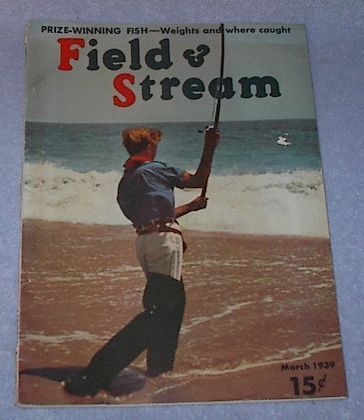 PRIZE-WINNING FISH—Weights and where caught
Field &
Stream
March 1939
15¢